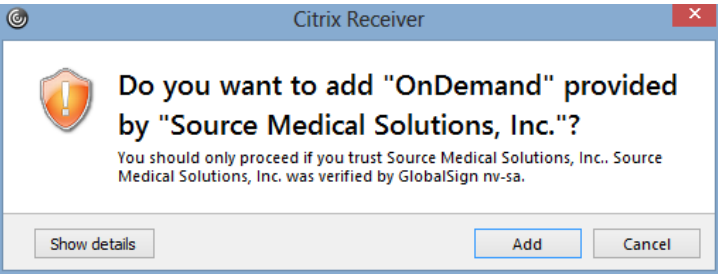 Citrix Receiver
Do you want to add "OnDemand" provided
by "Source Medical Solutions, Inc."?
You should only proceed if you trust Source Medical Solutions, Inc.. Source
Medical Solutions, Inc. was verified by GlobalSign nv-sa.
Show details
Add
Cancel